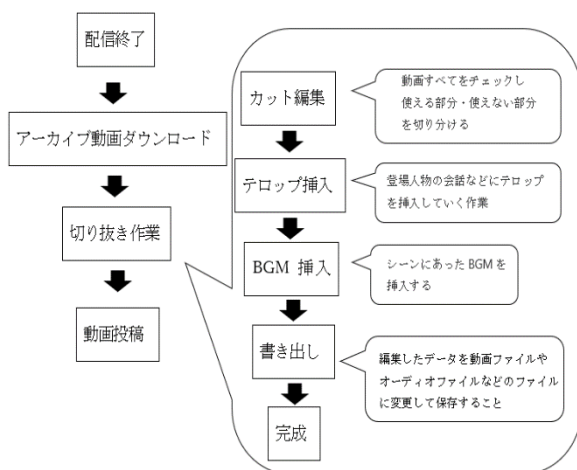 配信終了
アーカイブ動画ダウンロード
切り抜き作業
動画投稿
カット編集
動画すべてをチェックし
使える部分・使えない部分
を切り分ける
テロップ挿入
登場人物の会話などにテロップ
を挿入していく作業
BGM 挿入
シーンにあった BGM を
挿入する
書き出し
編集したデータを動画ファイルや
オーディオファイルなどのファイル
に変更して保存すること
完成